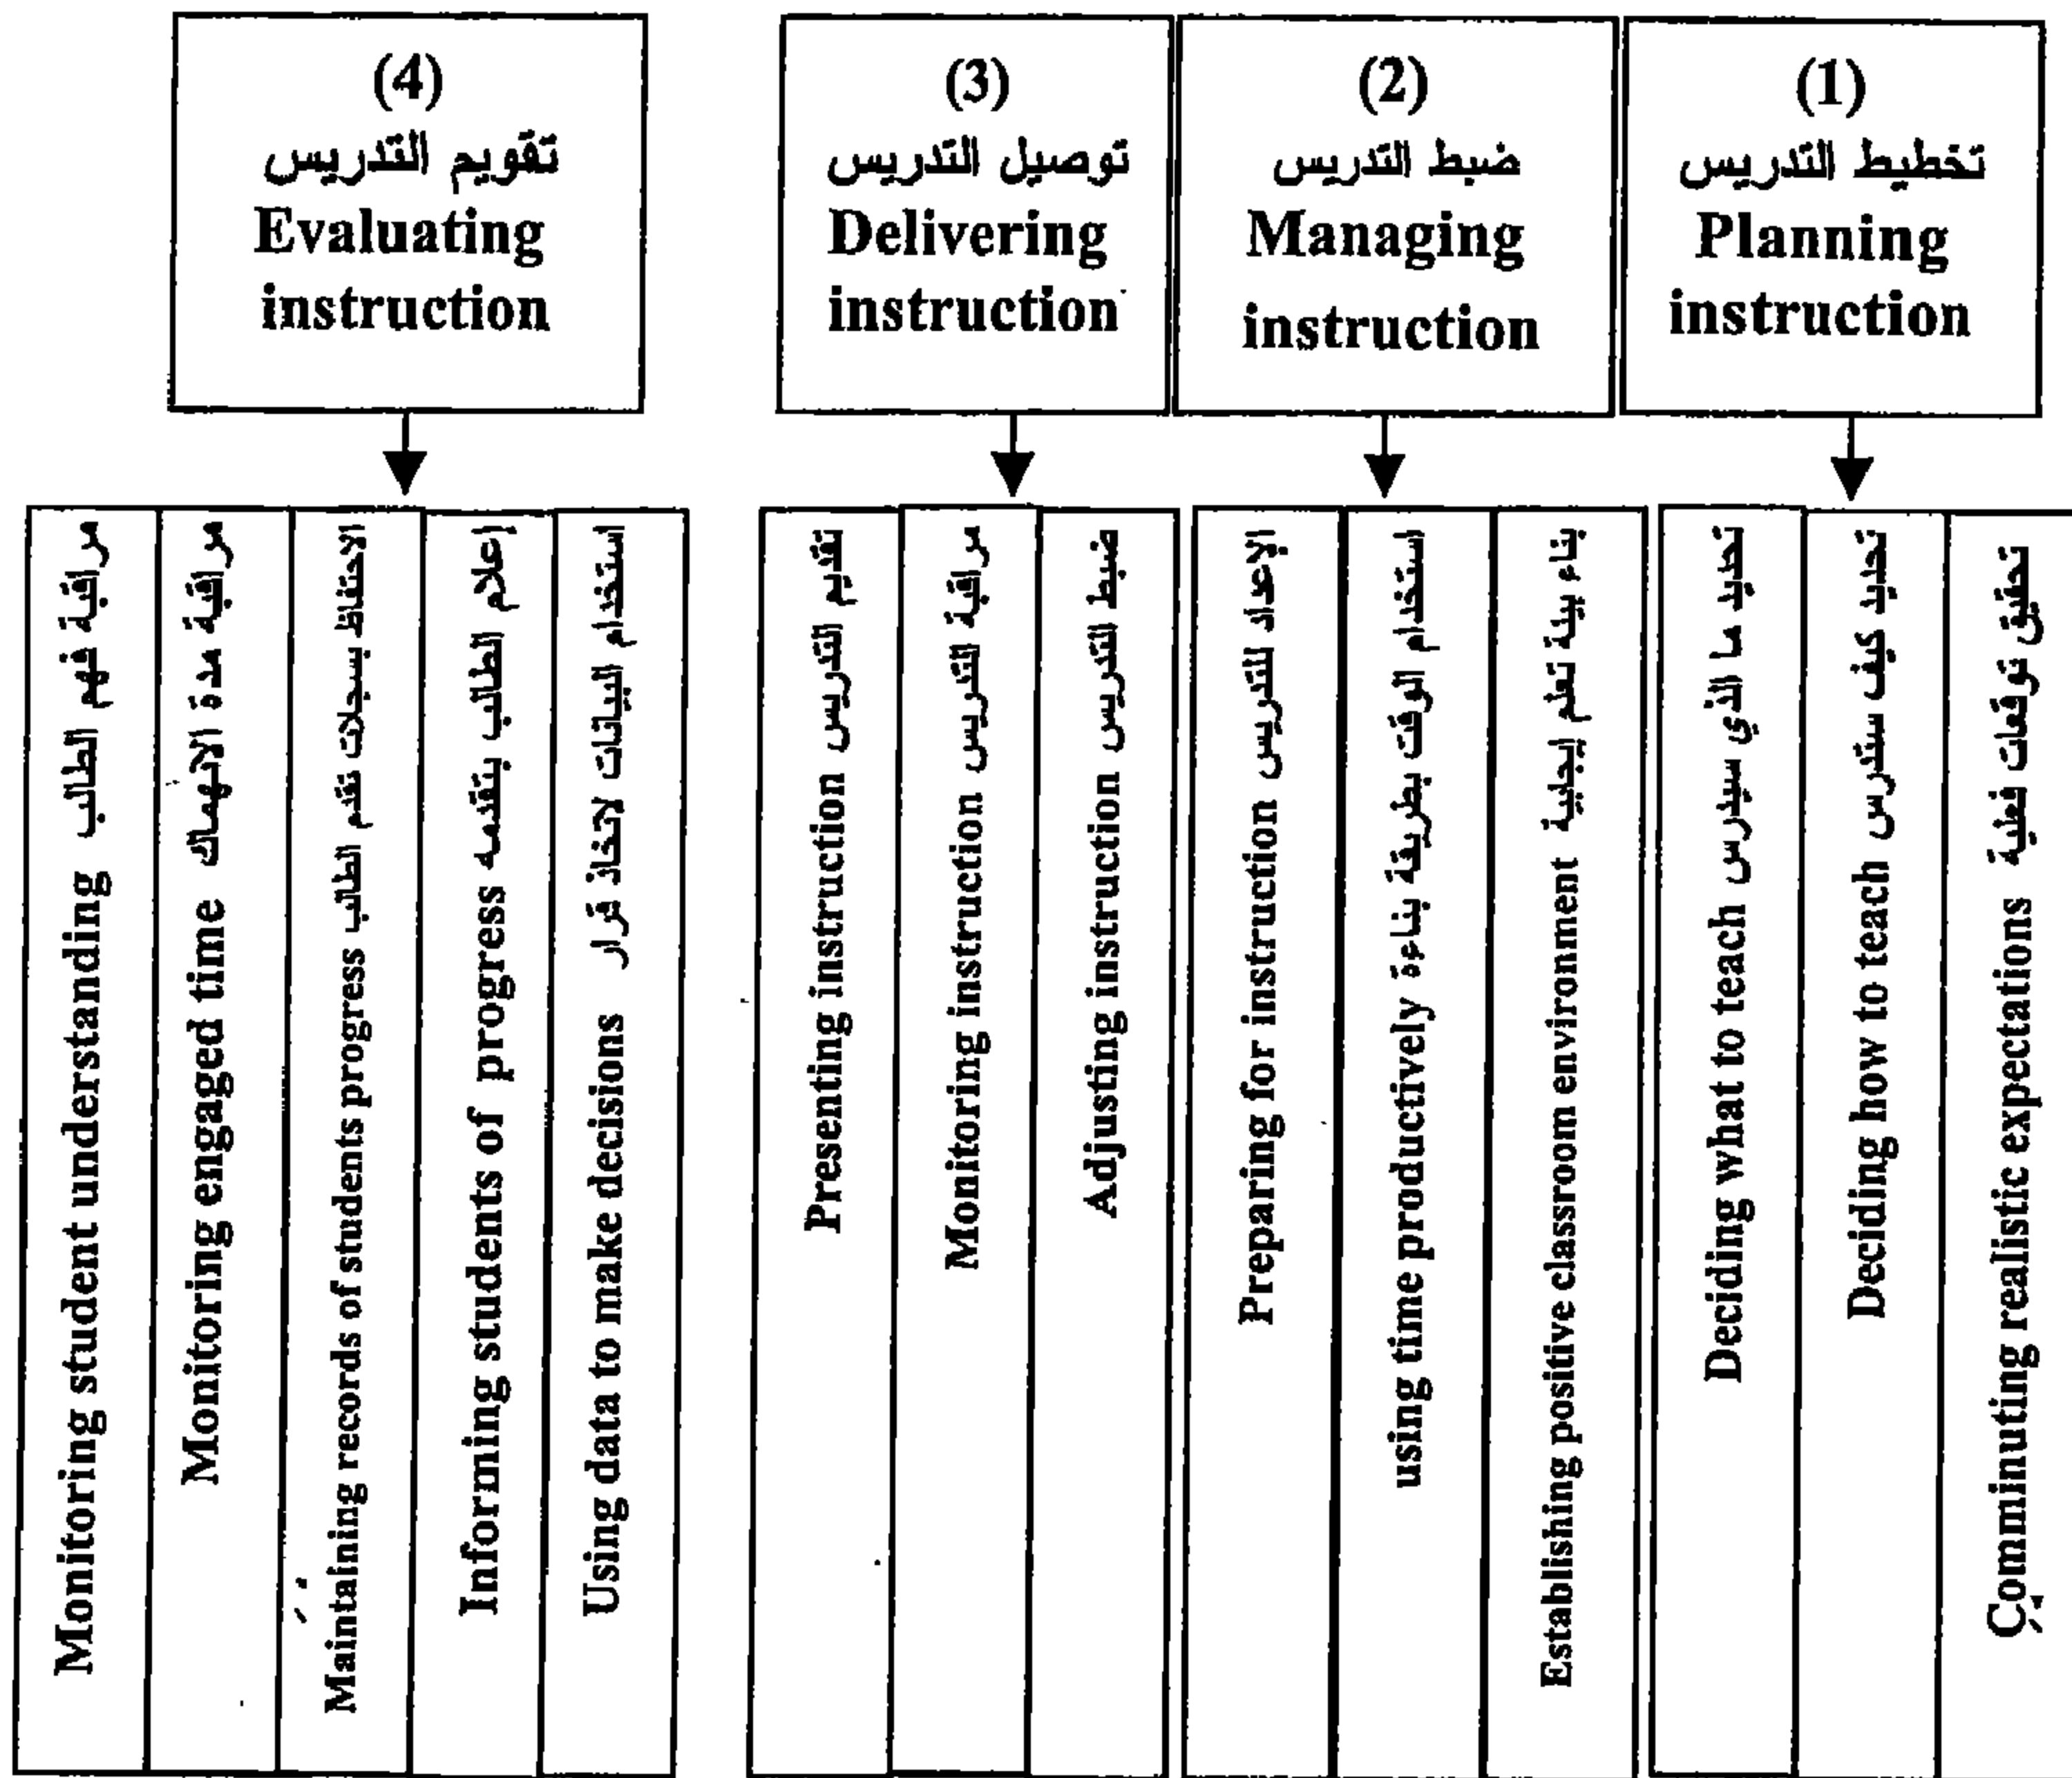 (1)
تخطيط التدريس
Planning
instruction
(2)
ضبط التدريس
Managing
instruction
(3)
توصيل التدريس
Delivering
instruction
(4)
تقويم التدريس
Evaluating
instruction
تحقيق توقعات فعلية Comminuting realistic expectations
تحديد كيف ستدرس Deciding how to teach
تحديد ما الذي سيدرس Deciding what to teach
بناء بيئة تعلم إيجابية Establishing positive classroom environment
استخدام الوقت بطريقة بناءة using time productively
الإعداد للتدريس Preparing for instruction
ضبط التدريس Adjusting instruction
مراقبة التدريس Monitoring instruction
تقديم التدريس Presenting instruction
استخدام البيانات لاتخاذ قرار Using data to make decisions
إعلام الطالب بتقدمه Informing students of progress
الاحتفاظ بسجلات تقدم الطالب Maintaining records of students progress
مراقبة مدة الانهماك Monitoring engaged time
مراقبة فهم الطالب Monitoring student understanding